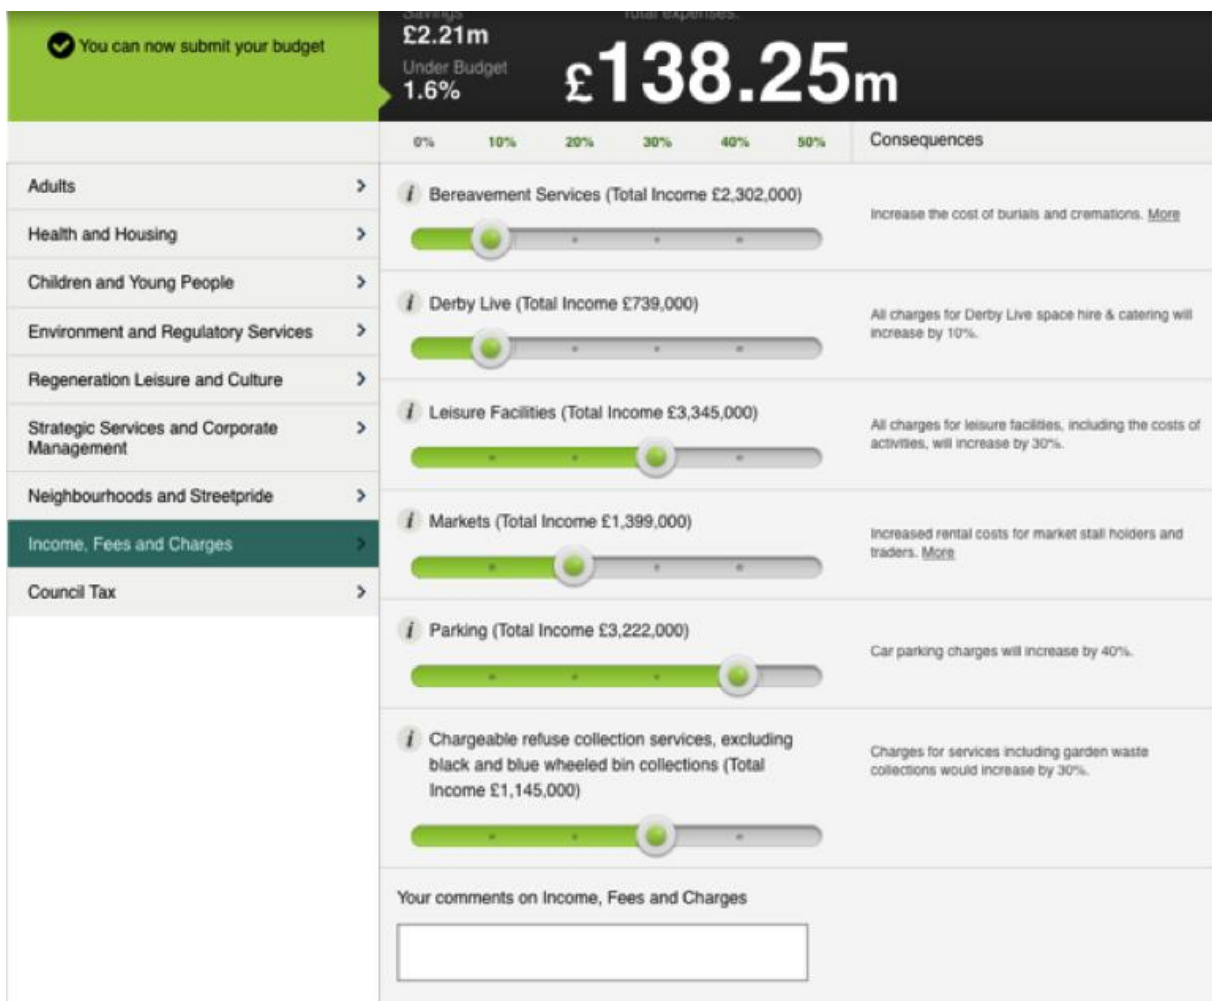 You can now submit your budget
Savings
£2.21m
Under Budget
1.6%
Total expenses:
£138.25m
0% 10% 20% 30% 40% 50%
Consequences
Adults
Health and Housing
Children and Young People
Environment and Regulatory Services
Regeneration Leisure and Culture
Strategic Services and Corporate
Management
Neighbourhoods and Streetpride
Income, Fees and Charges
Council Tax
i Bereavement Services (Total Income £2,302,000)
Increase the cost of burials and cremations. More
i Derby Live (Total Income £739,000)
All charges for Derby Live space hire & catering will
increase by 10%.
i Leisure Facilities (Total Income £3,345,000)
All charges for leisure facilities, including the costs of
activities, will increase by 30%.
i Markets (Total Income £1,399,000)
Increased rental costs for market stall holders and
traders. More
i Parking (Total Income £3,222,000)
Car parking charges will increase by 40%.
i Chargeable refuse collection services, excluding
black and blue wheeled bin collections (Total
Income £1,145,000)
Charges for services including garden waste
collections would increase by 30%.
Your comments on Income, Fees and Charges